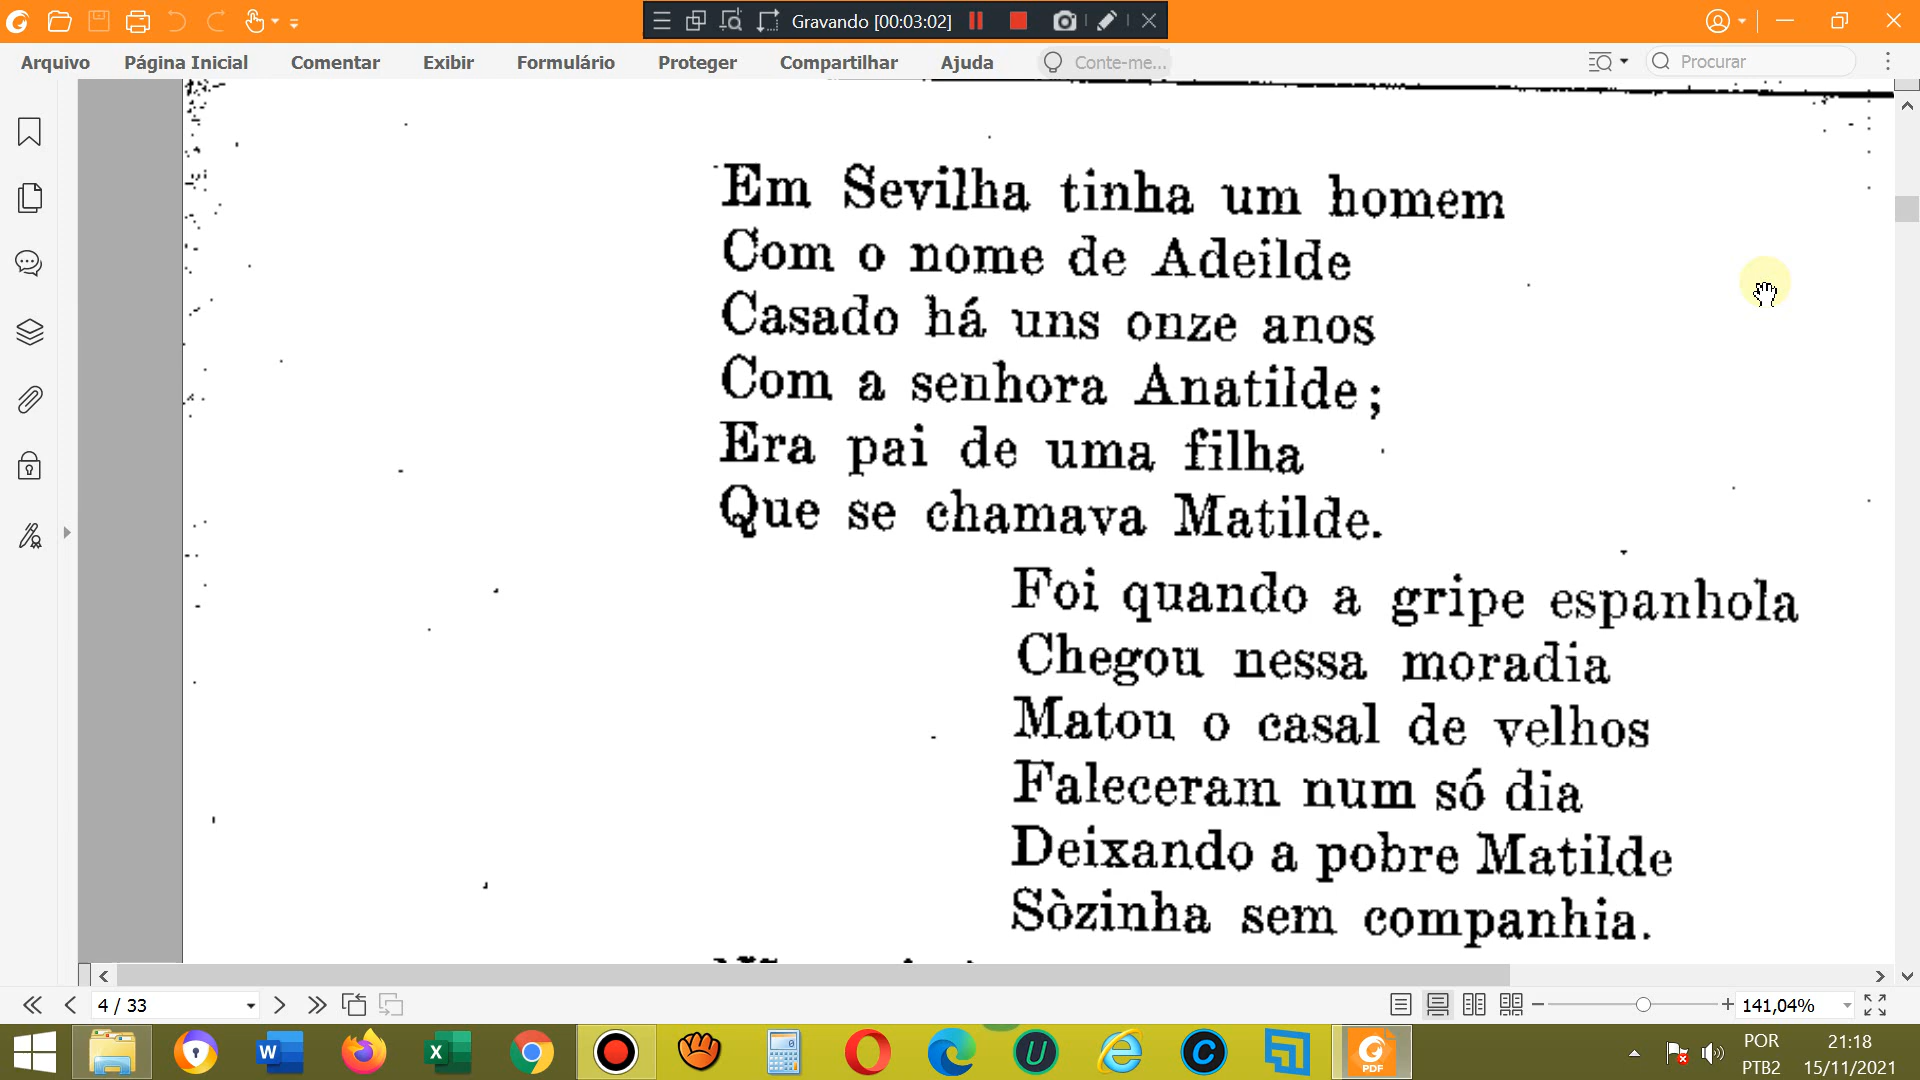 Gravando [00:03:02]
Arquivo Página Inicial Comentar Exibir Formulário Proteger Compartilhar Ajuda Conte-me... Procurar
Em Sevilha tinha um homem
Com o nome de Adeilde
Casado há uns onze anos
Com a senhora Anatilde;
Era pai de uma filha
Que se chamava Matilde.
Foi quando a gripe espanhola
Chegou nessa moradia
Matou o casal de velhos
Faleceram num só dia
Deixando a pobre Matilde
Sòzinha sem companhia.
4 / 33
141,04%
POR
PTB2
21:18
15/11/2021